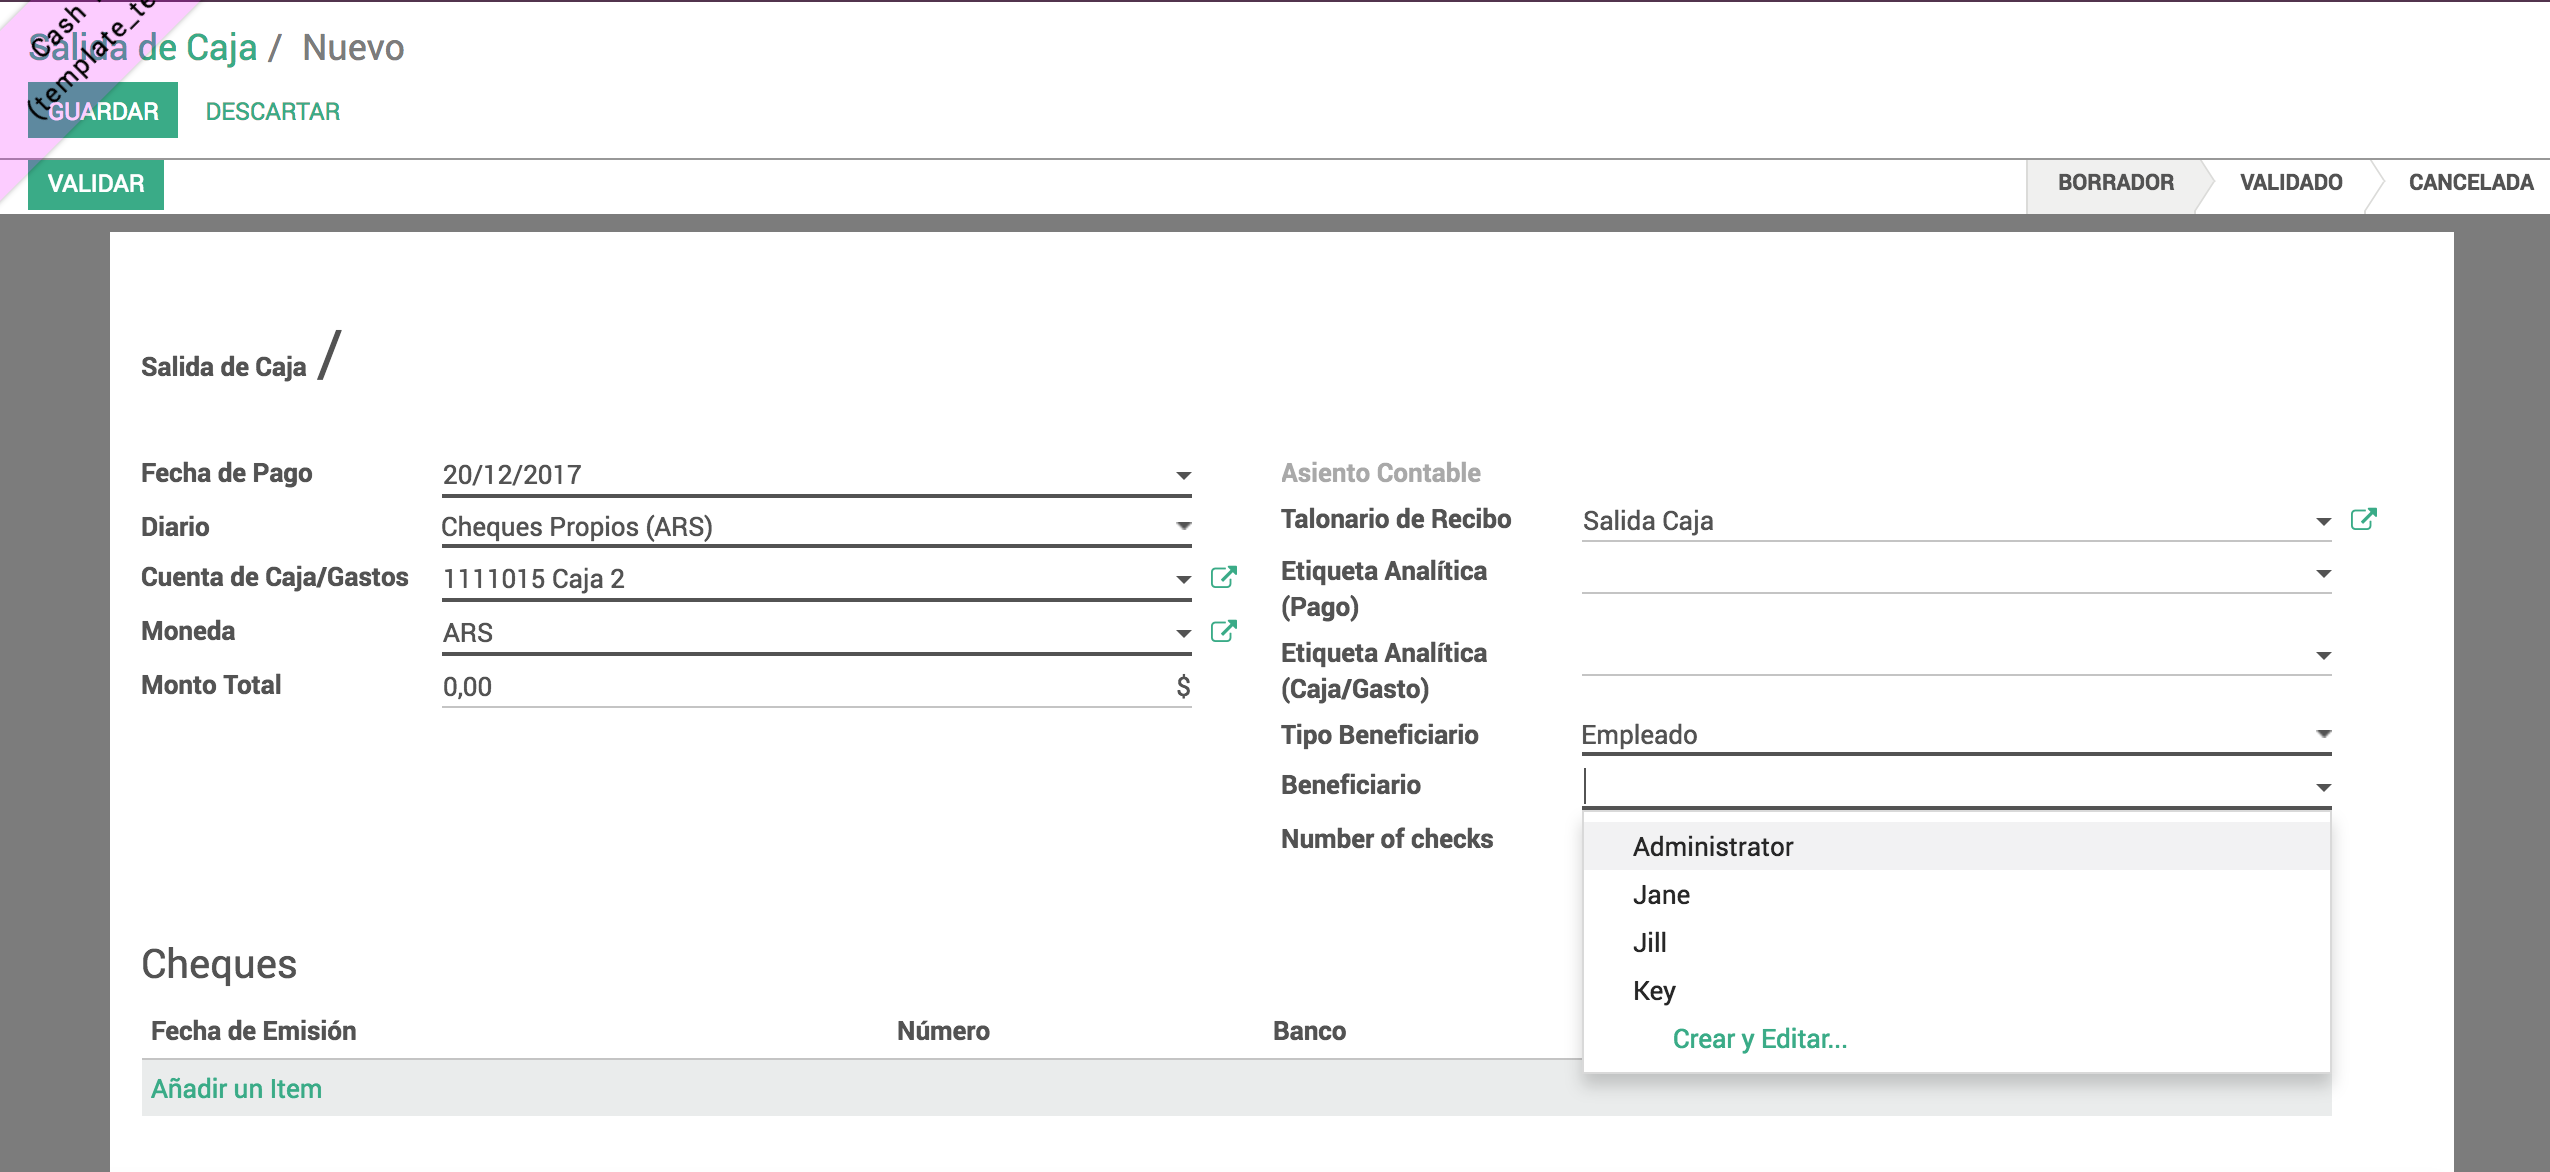 Cash
(template_te
Salida de Caja / Nuevo
GUARDAR DESCARTAR
VALIDAR BORRADOR VALIDADO CANCELADA
Salida de Caja /
Fecha de Pago 20/12/2017
Diario Cheques Propios (ARS)
Cuenta de Caja/Gastos 1111015 Caja 2
Moneda ARS
Monto Total 0,00 $
Asiento Contable
Talonario de Recibo Salida Caja
Etiqueta Analítica
(Pago)
Etiqueta Analítica
(Caja/Gasto)
Tipo Beneficiario Empleado
Beneficiario
Number of checks
Administrator
Jane
Jill
Key
Crear y Editar...
Cheques
Fecha de Emisión Número Banco
Añadir un Item